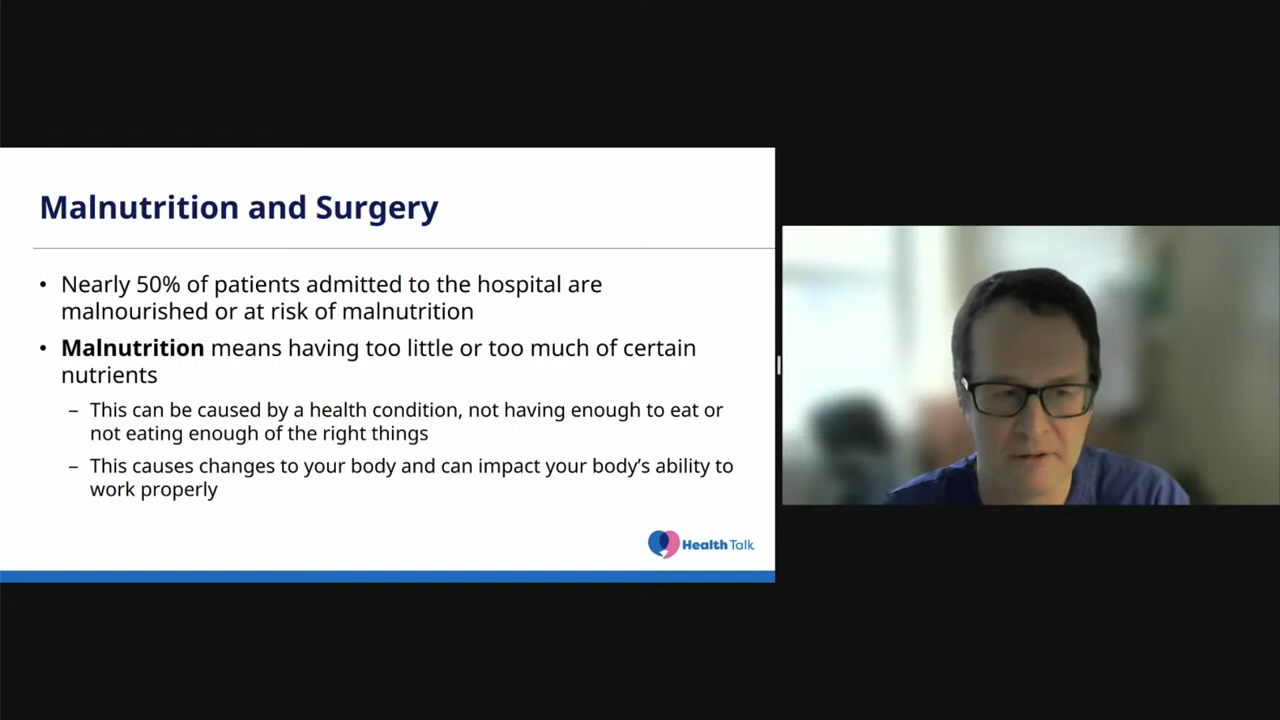 Malnutrition and Surgery
• Nearly 50% of patients admitted to the hospital are
malnourished or at risk of malnutrition
• Malnutrition means having too little or too much of certain
nutrients
– This can be caused by a health condition, not having enough to eat or
not eating enough of the right things
– This causes changes to your body and can impact your body’s ability to
work properly
Health Talk